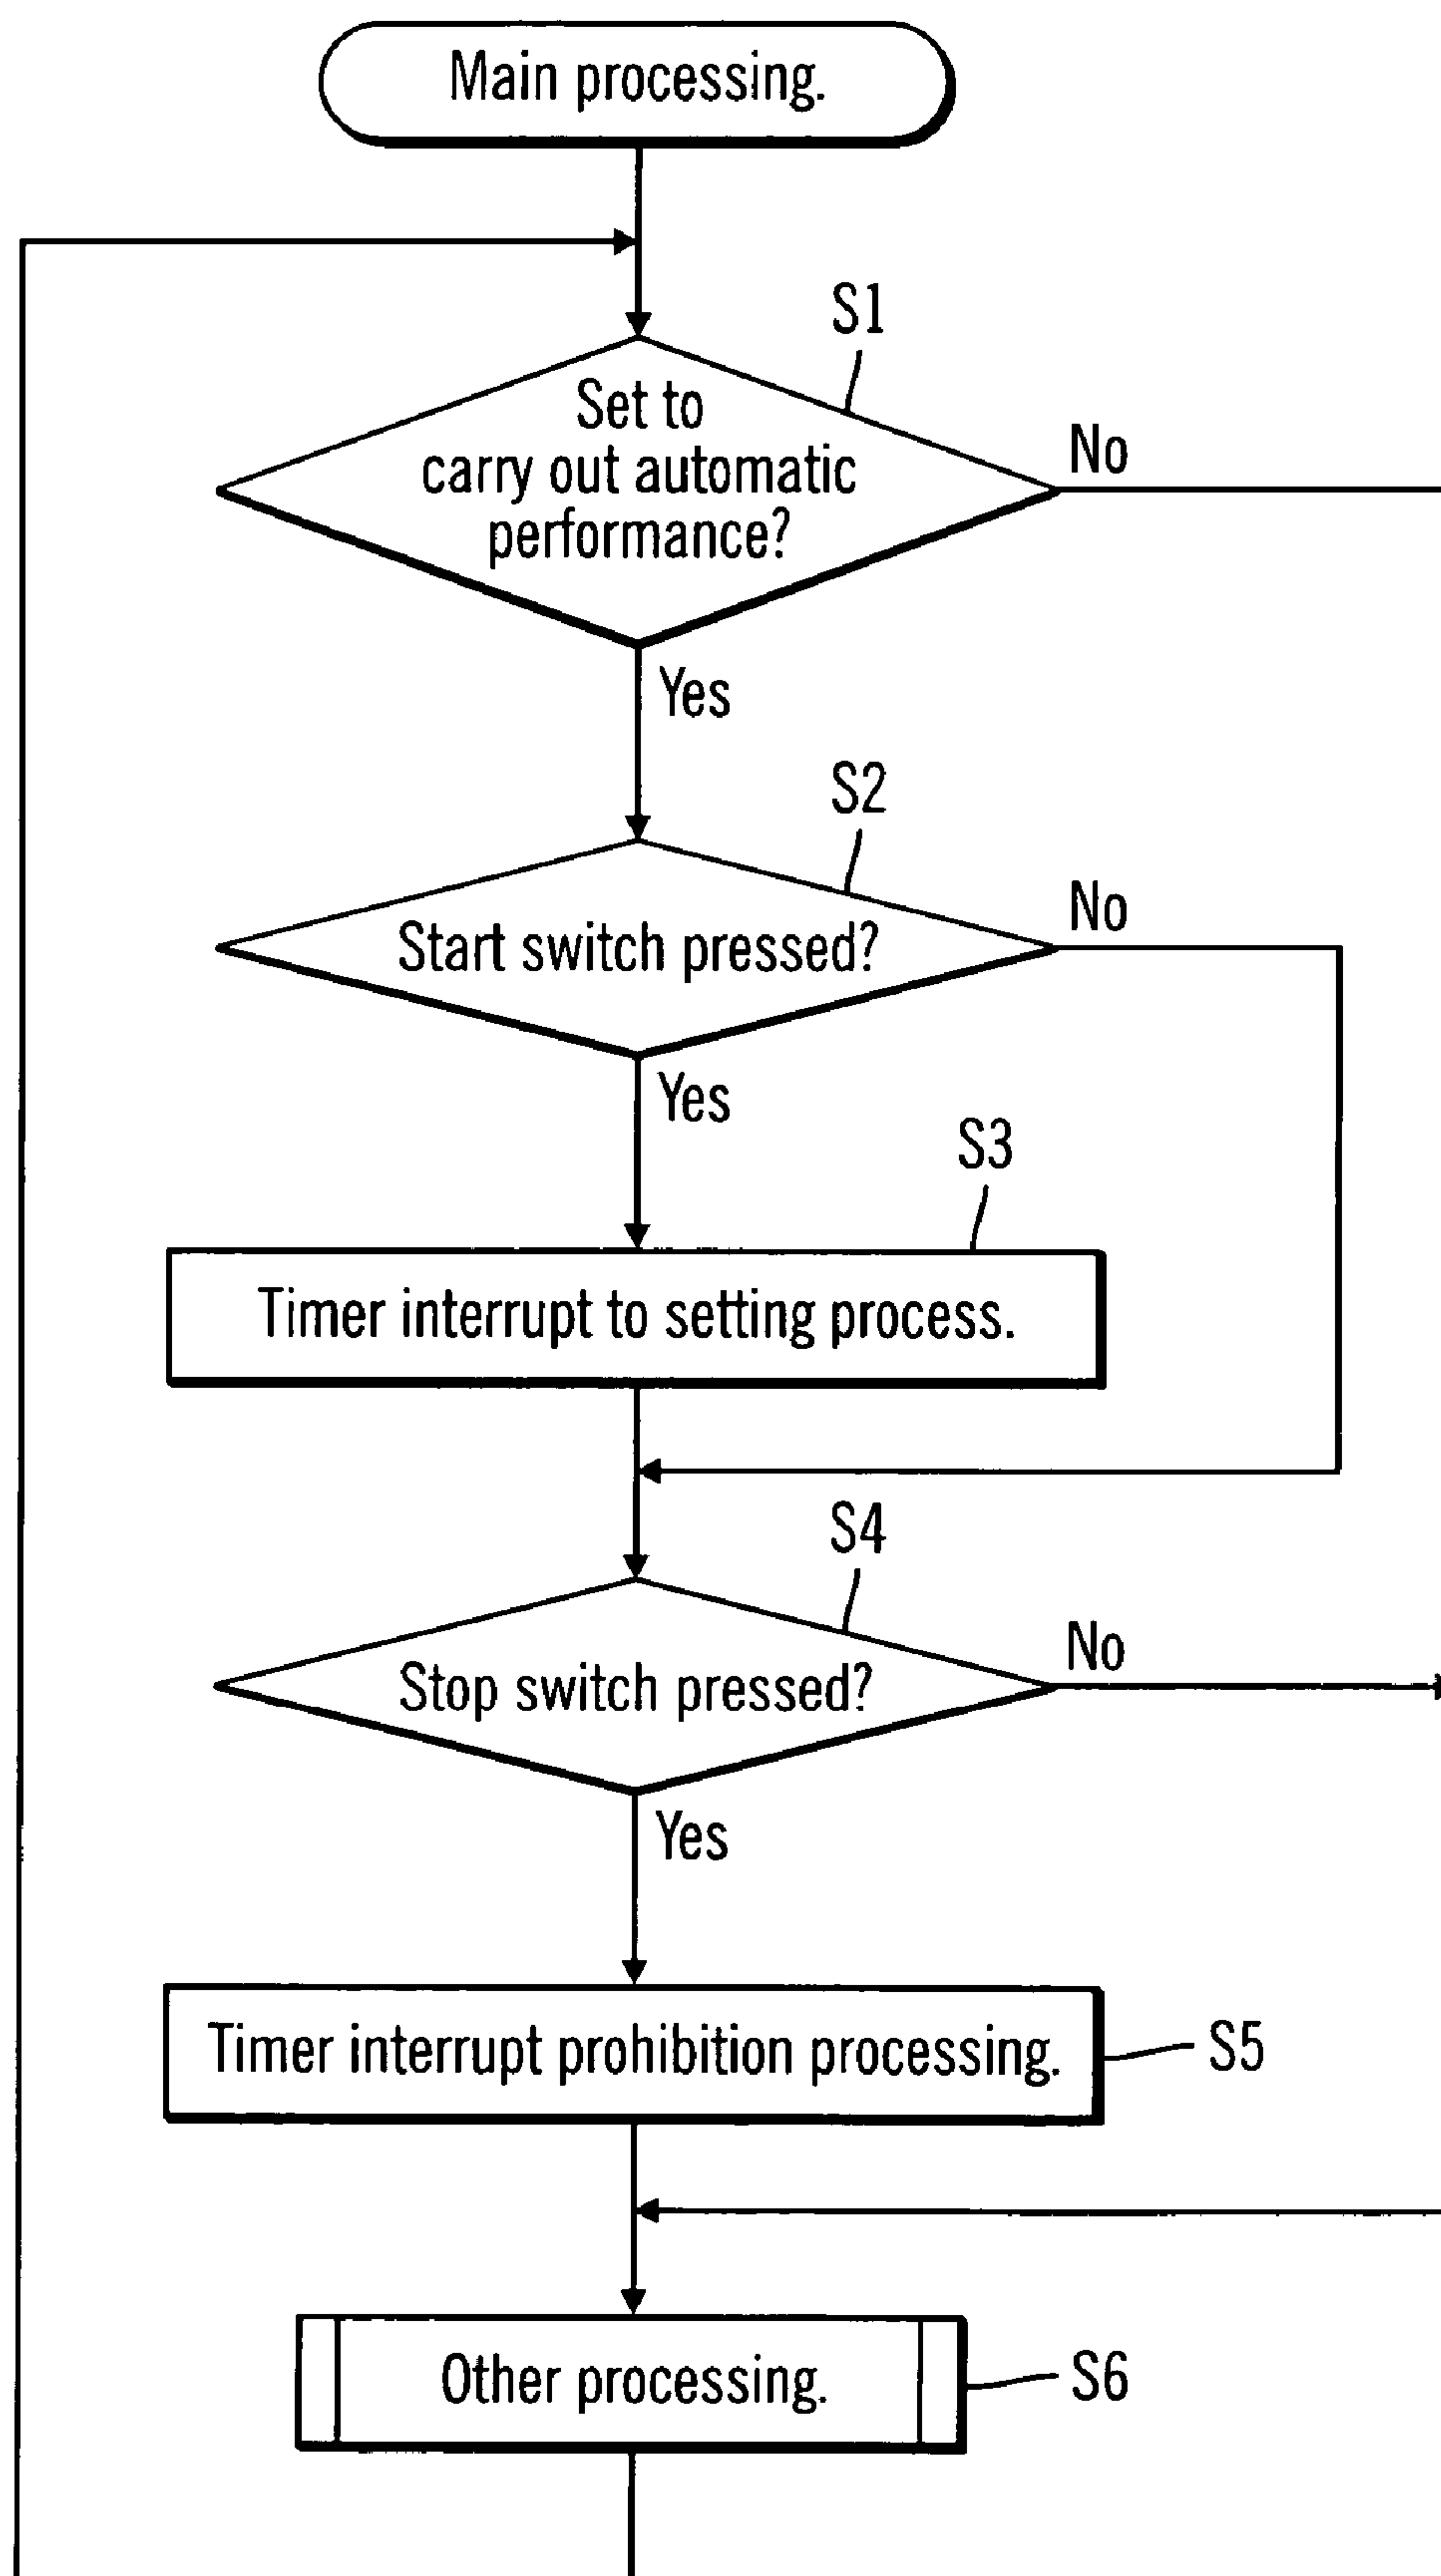 Main processing.
S1
Set to
carry out automatic
performance?
No
Yes
S2
Start switch pressed?
No
Yes
S3
Timer interrupt to setting process.
S4
Stop switch pressed?
No
Yes
Timer interrupt prohibition processing.
S5
Other processing.
S6